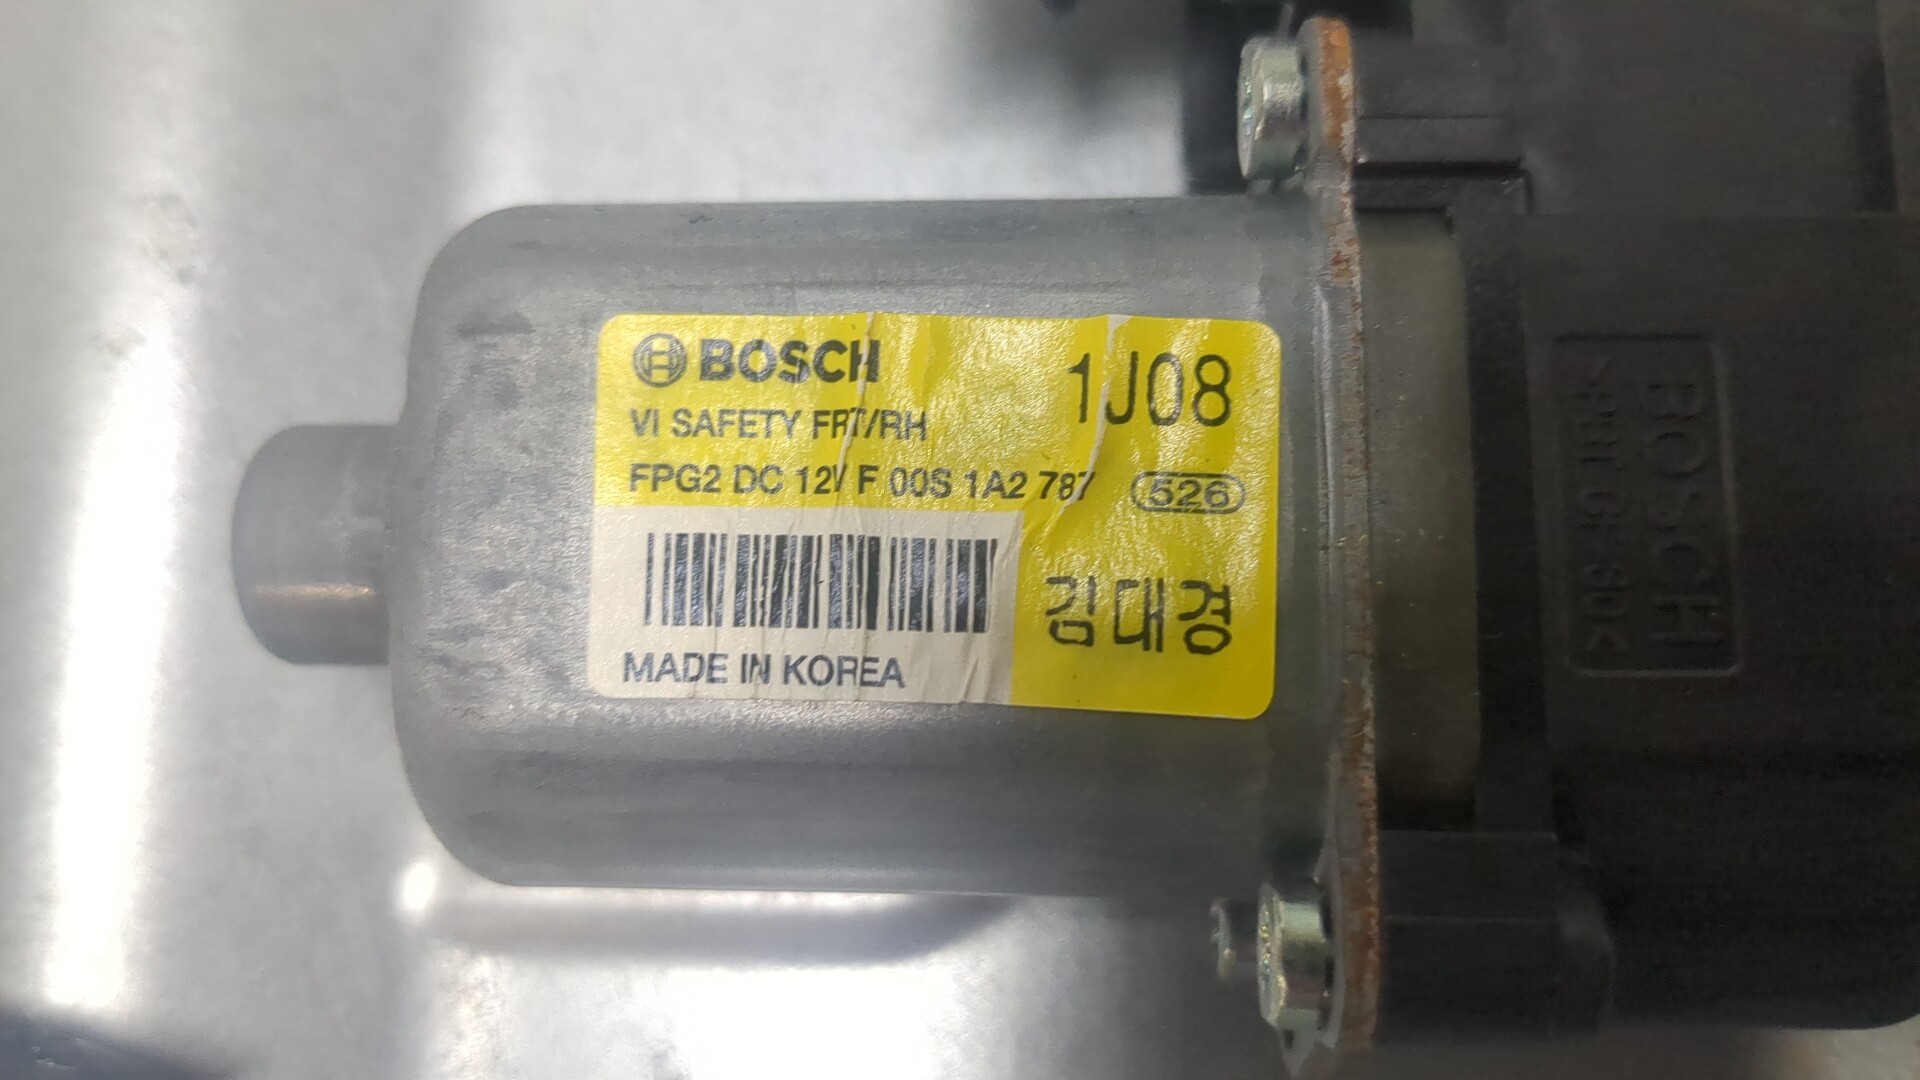 BOSCH 1J08
VI SAFETY FRT/RH
FPG2 DC 12V F 00S 1A2 787 526
김대경
MADE IN KOREA
BOSCH